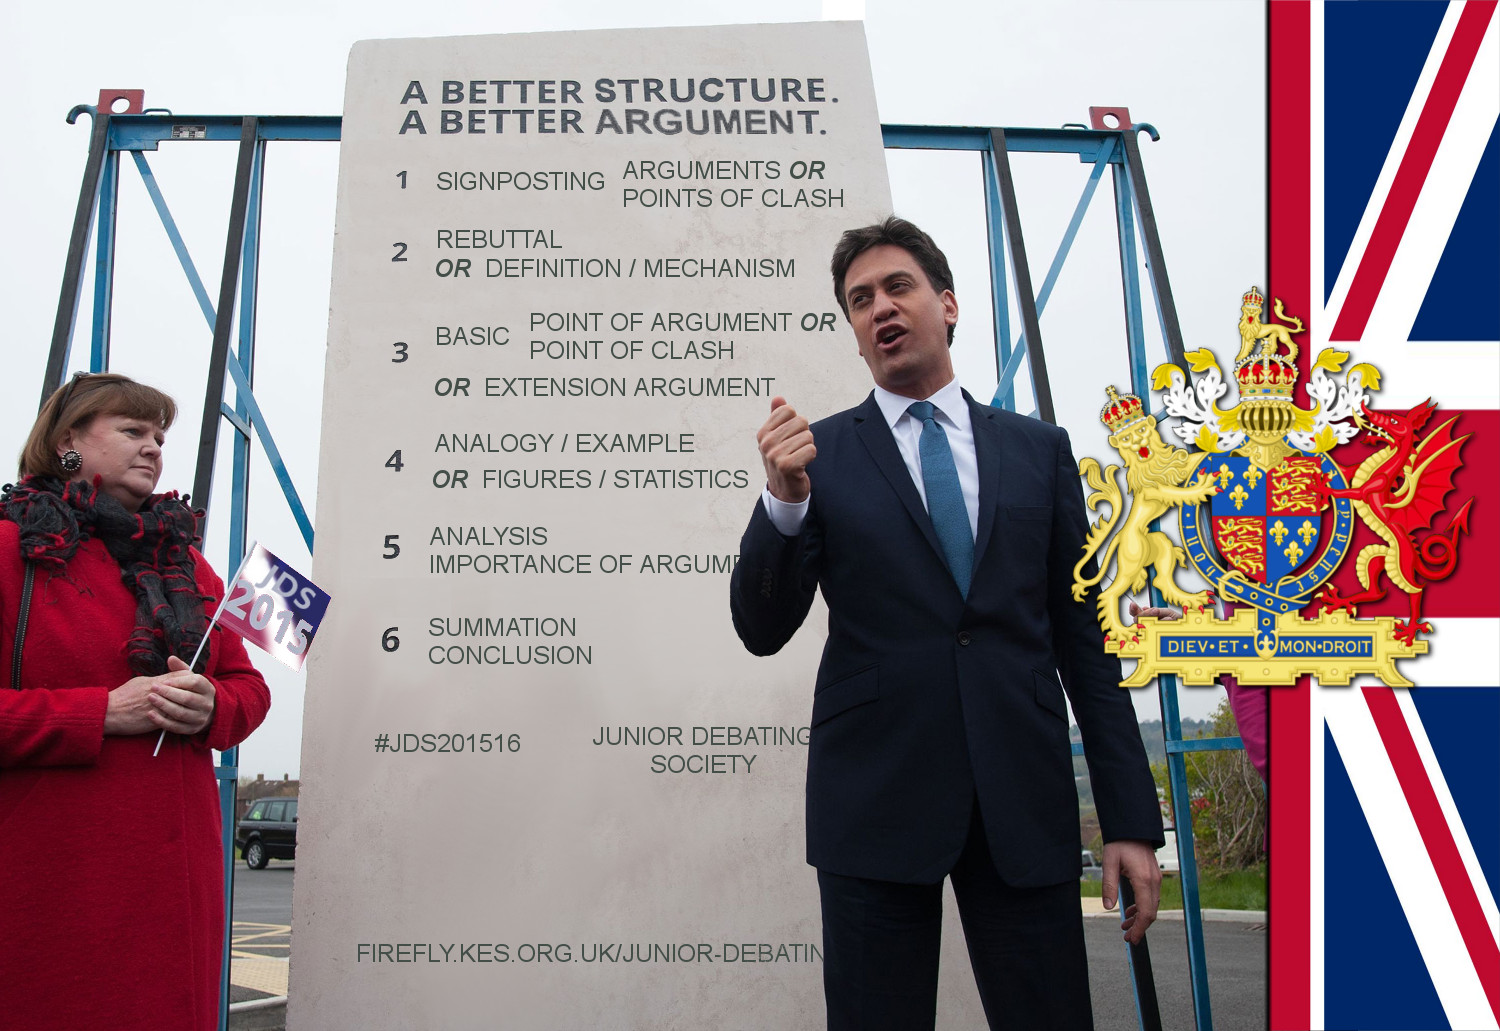 A BETTER STRUCTURE.
A BETTER ARGUMENT.
1 SIGNPOSTING ARGUMENTS OR
POINTS OF CLASH
2 REBUTTAL
OR DEFINITION / MECHANISM
3 BASIC POINT OF ARGUMENT OR
POINT OF CLASH
OR EXTENSION ARGUMENT
4 ANALOGY / EXAMPLE
OR FIGURES / STATISTICS
5 ANALYSIS
IMPORTANCE OF ARGUME
6 SUMMATION
CONCLUSION
#JDS201516
JUNIOR DEBATING
SOCIETY
FIREFLY.KES.ORG.UK/JUNIOR-DEBATIN
JDS
2015
DIEV•ET•MON•DROIT